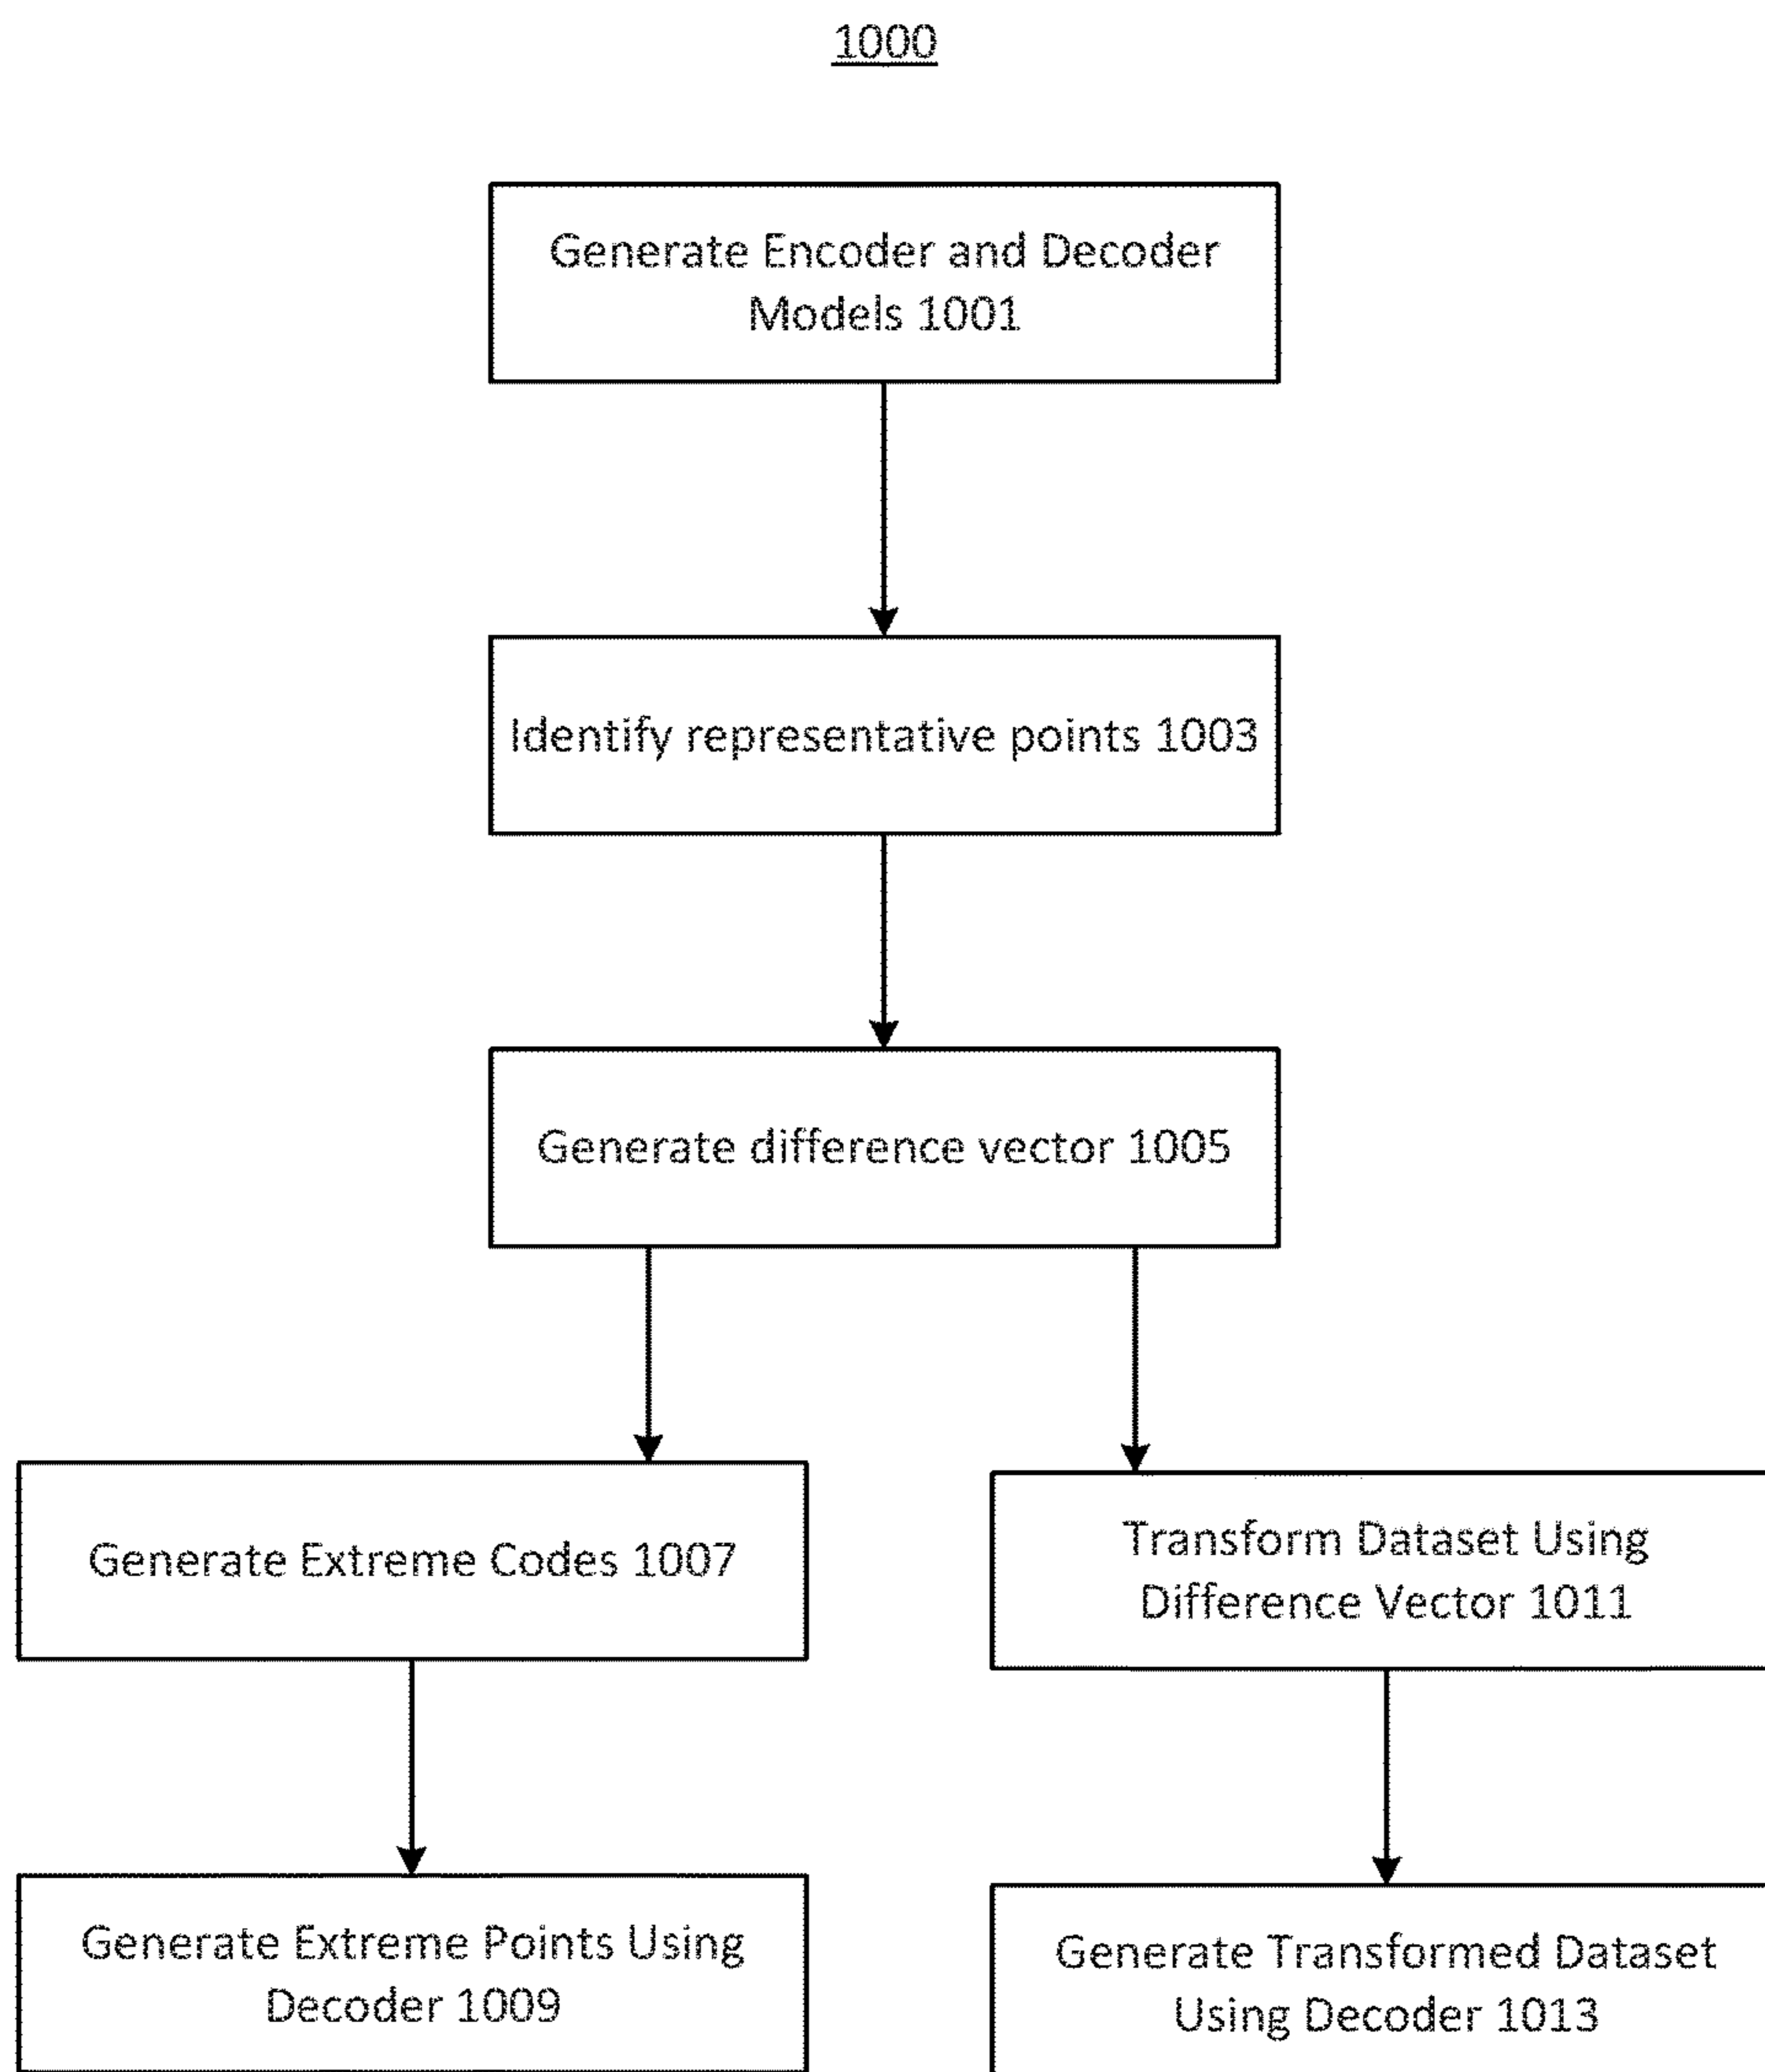 1000
Generate Encoder and Decoder
Models 1001
Identify representative points 1003
Generate difference vector 1005
Generate Extreme Codes 1007
Transform Dataset Using
Difference Vector 1011
Generate Extreme Points Using
Decoder 1009
Generate Transformed Dataset
Using Decoder 1013